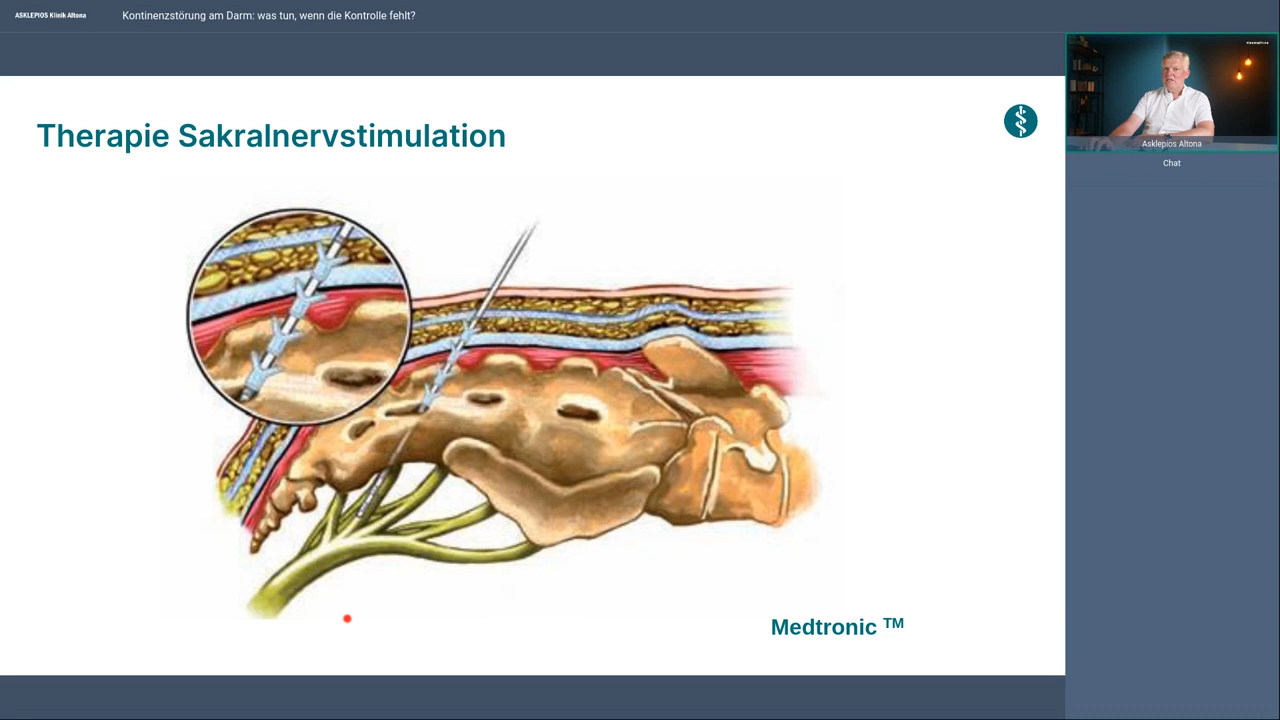 ASKLEPIOS Klinik Altona
Kontinenzstörung am Darm: was tun, wenn die Kontrolle fehlt?
Therapie Sakralnervstimulation
Asklepios Altona
Chat
Medtronic TM